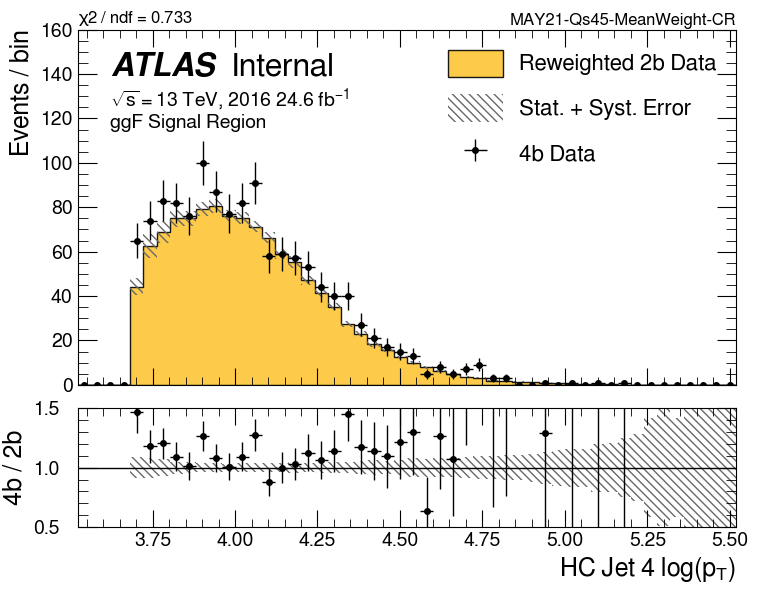 χ2 / ndf = 0.733
MAY21-Qs45-MeanWeight-CR
ATLAS Internal
√s = 13 TeV, 2016 24.6 fb⁻¹
ggF Signal Region
Reweighted 2b Data
Stat. + Syst. Error
4b Data
Events / bin
160
140
120
100
80
60
40
20
0
4b / 2b
1.5
1.0
0.5
3.75 4.00 4.25 4.50 4.75 5.00 5.25 5.50
HC Jet 4 log(p_T)